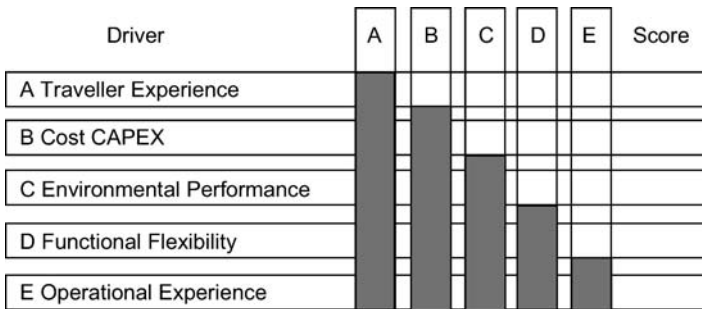 Driver A B C D E Score
A Traveller Experience
B Cost CAPEX
C Environmental Performance
D Functional Flexibility
E Operational Experience